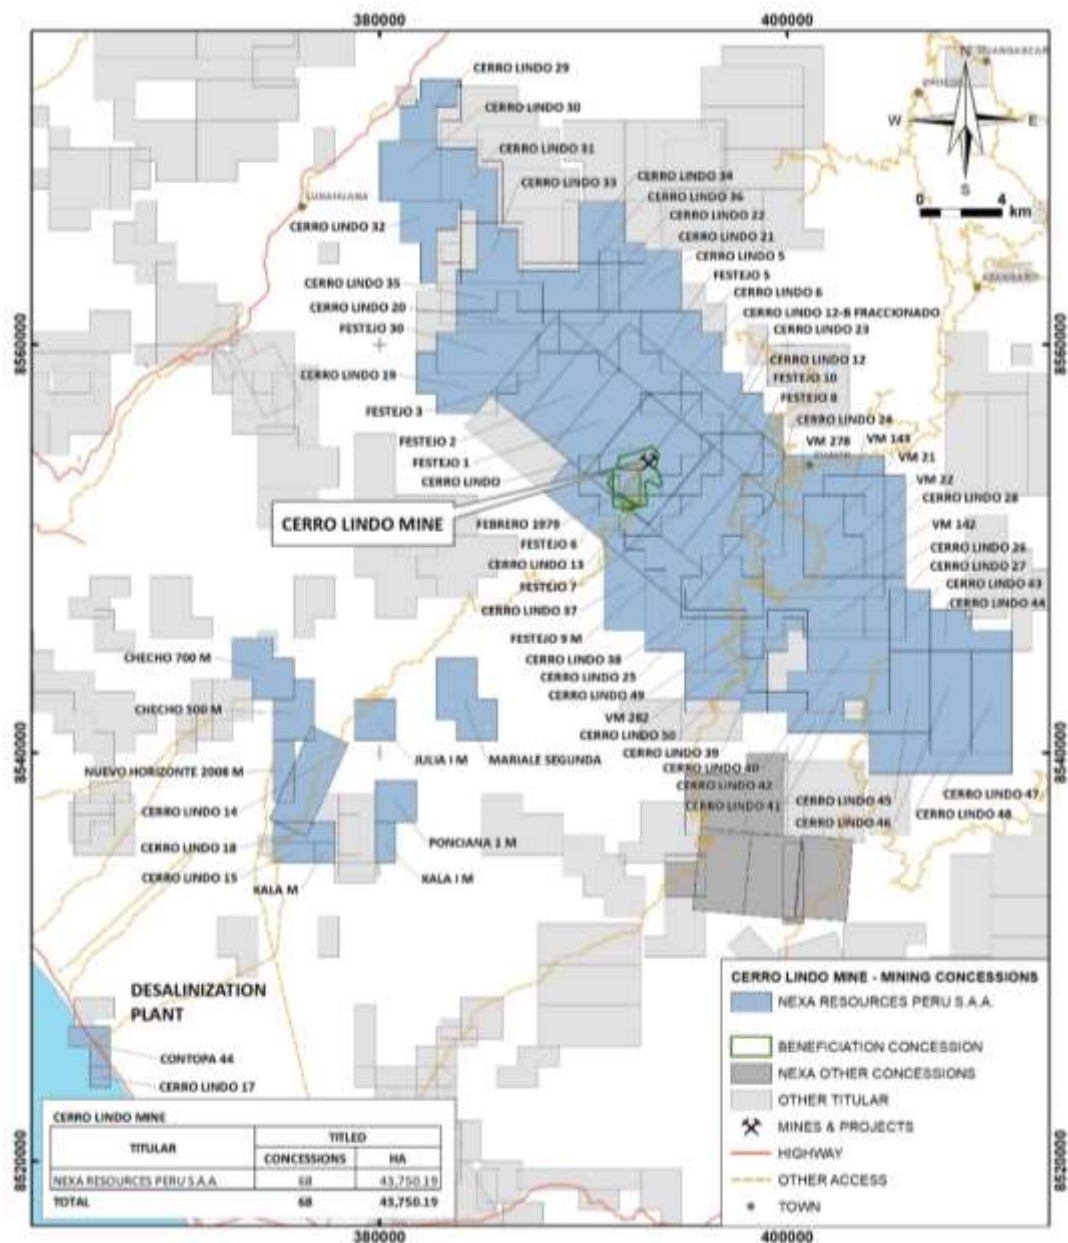 380000
400000
CERRO LINDO 29
CERRO LINDO 30
CERRO LINDO 31
CERRO LINDO 33
CERRO LINDO 34
CERRO LINDO 36
CERRO LINDO 22
CERRO LINDO 21
CERRO LINDO 5
FESTEJO 5
CERRO LINDO 6
CERRO LINDO 12-B FRACCIONADO
CERRO LINDO 23
CERRO LINDO 12
FESTEJO 10
FESTEJO 8
CERRO LINDO 24
VM 278
VM 143
VM 21
VM 22
CERRO LINDO 28
VM 142
CERRO LINDO 26
CERRO LINDO 27
CERRO LINDO 43
CERRO LINDO 44
N
W
E
S
0 4
km
LUNAHUANA
CERRO LINDO 32
CERRO LINDO 35
CERRO LINDO 20
FESTEJO 30
CERRO LINDO 19
FESTEJO 3
FESTEJO 2
FESTEJO 1
CERRO LINDO
CERRO LINDO MINE
FEBRERO 1979
FESTEJO 6
CERRO LINDO 13
FESTEJO 7
CERRO LINDO 37
FESTEJO 9 M
CERRO LINDO 38
CERRO LINDO 25
CERRO LINDO 49
VM 282
CERRO LINDO 50
CERRO LINDO 39
CERRO LINDO 40
CERRO LINDO 42
CERRO LINDO 41
CERRO LINDO 45
CERRO LINDO 46
CERRO LINDO 47
CERRO LINDO 48
8560000
8560000
8540000
8540000
8520000
8520000
CHECHO 700 M
CHECHO 500 M
NUEVO HORIZONTE 2008 M
CERRO LINDO 14
CERRO LINDO 18
CERRO LINDO 15
KALA M
JULIA I M
MARIALE SEGUNDA
PONCIANA 1 M
KALA I M
DESALINIZATION
PLANT
CONTOPA 44
CERRO LINDO 17
CERRO LINDO MINE
TITULAR
TITLED
CONCESSIONS
HA
NEXA RESOURCES PERU S.A.A.
68
43,750.19
TOTAL
68
43,750.19
CERRO LINDO MINE - MINING CONCESSIONS
NEXA RESOURCES PERU S.A.A.
BENEFICIATION CONCESSION
NEXA OTHER CONCESSIONS
OTHER TITULAR
MINES & PROJECTS
HIGHWAY
OTHER ACCESS
TOWN
380000
400000